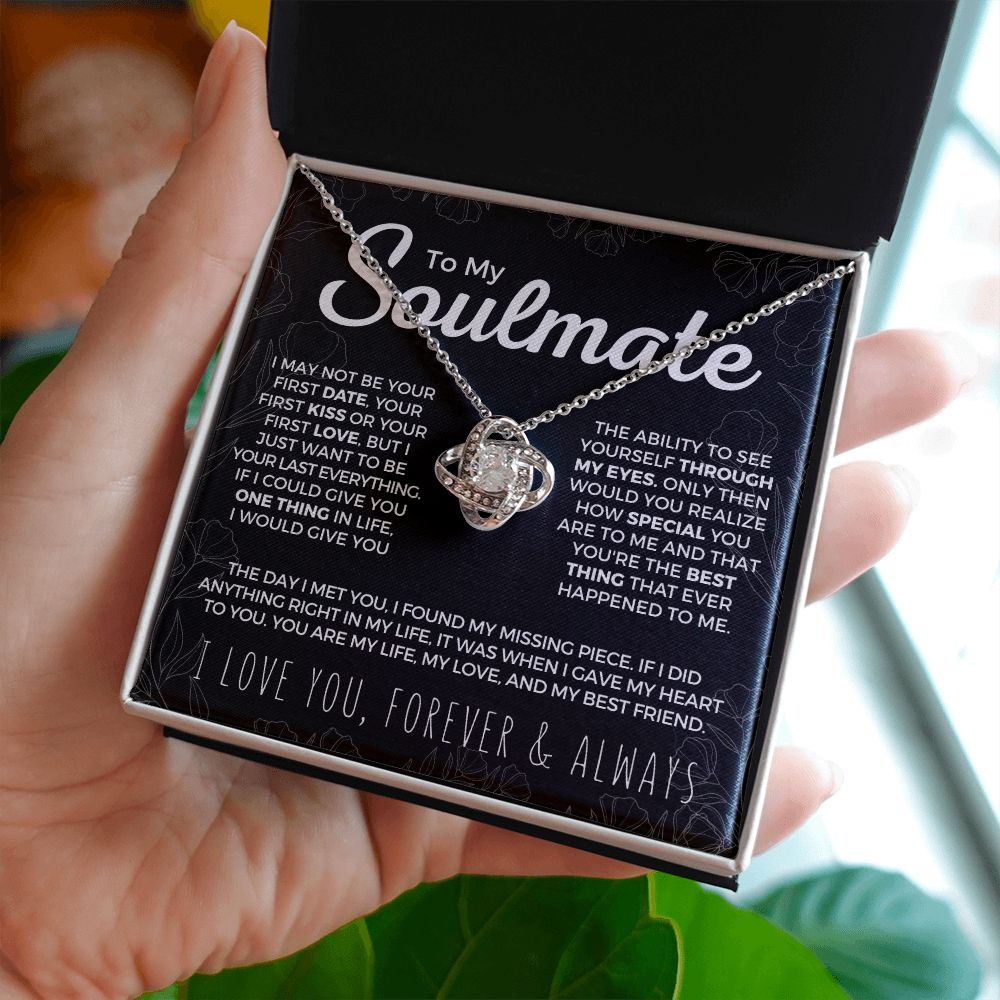 To My
Soulmate
I MAY NOT BE YOUR
FIRST DATE, YOUR
FIRST KISS OR YOUR
FIRST LOVE, BUT I
JUST WANT TO BE
YOUR LAST EVERYTHING.
IF I COULD GIVE YOU
ONE THING IN LIFE,
I WOULD GIVE YOU
THE ABILITY TO SEE
YOURSELF THROUGH
MY EYES. ONLY THEN
WOULD YOU REALIZE
HOW SPECIAL YOU
ARE TO ME AND THAT
YOU'RE THE BEST
THING THAT EVER
HAPPENED TO ME.
THE DAY I MET YOU, I FOUND MY MISSING PIECE. IF I DID
ANYTHING RIGHT IN MY LIFE, IT WAS WHEN I GAVE MY HEART
TO YOU. YOU ARE MY LIFE, MY LOVE, AND MY BEST FRIEND.
I LOVE YOU, FOREVER & ALWAYS